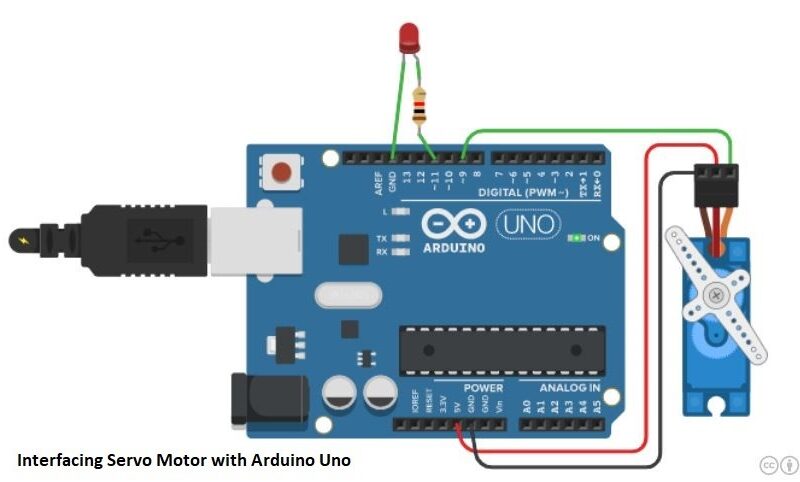 AREF
GND
13
12
~11
~10
~9
8
7
~6
~5
4
~3
2
TX→1
RX←0
DIGITAL (PWM ~)
L
TX
RX
ARDUINO
UNO
ON
POWER
ANALOG IN
IOREF
RESET
3.3V
5V
GND
GND
Vin
A0
A1
A2
A3
A4
A5
Interfacing Servo Motor with Arduino Uno
cc